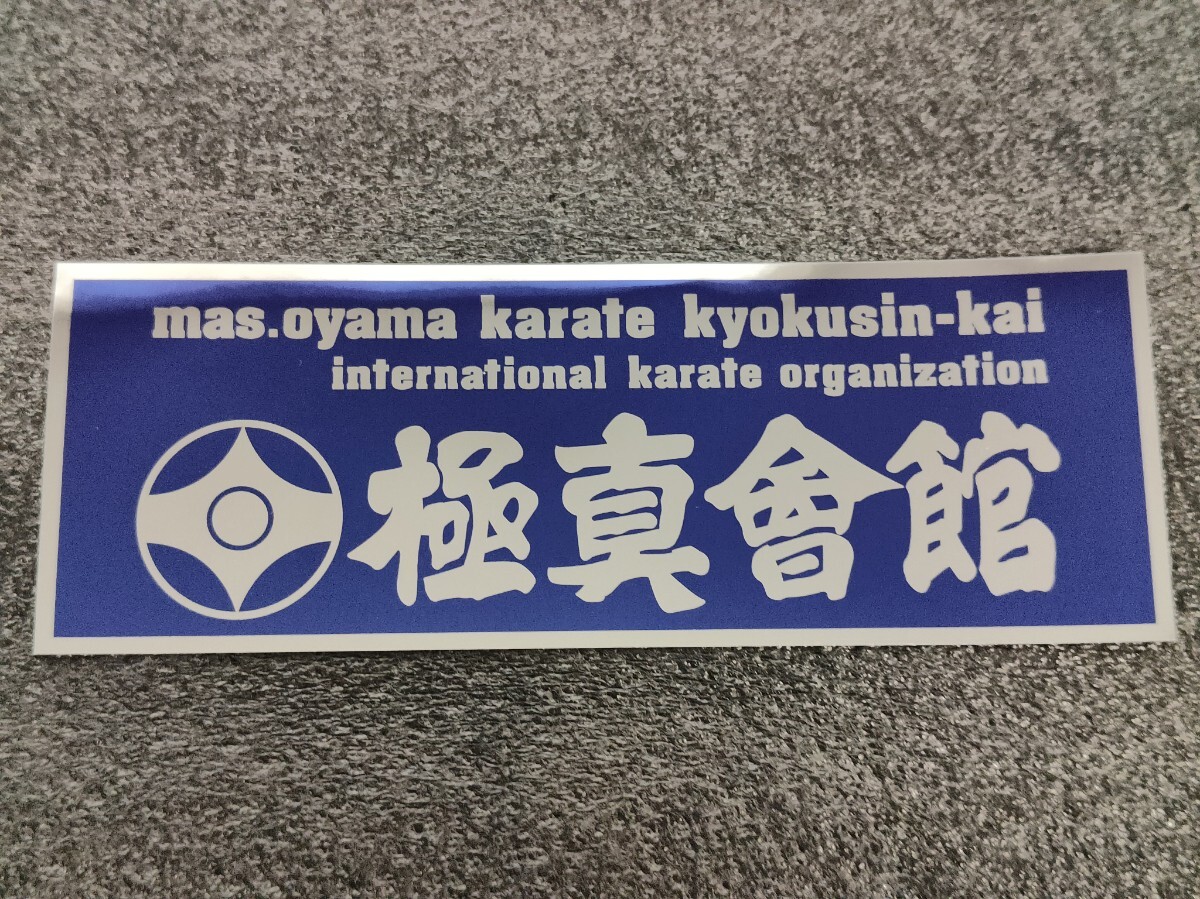 mas.oyama karate kyokusin-kai
international karate organization
極真會館